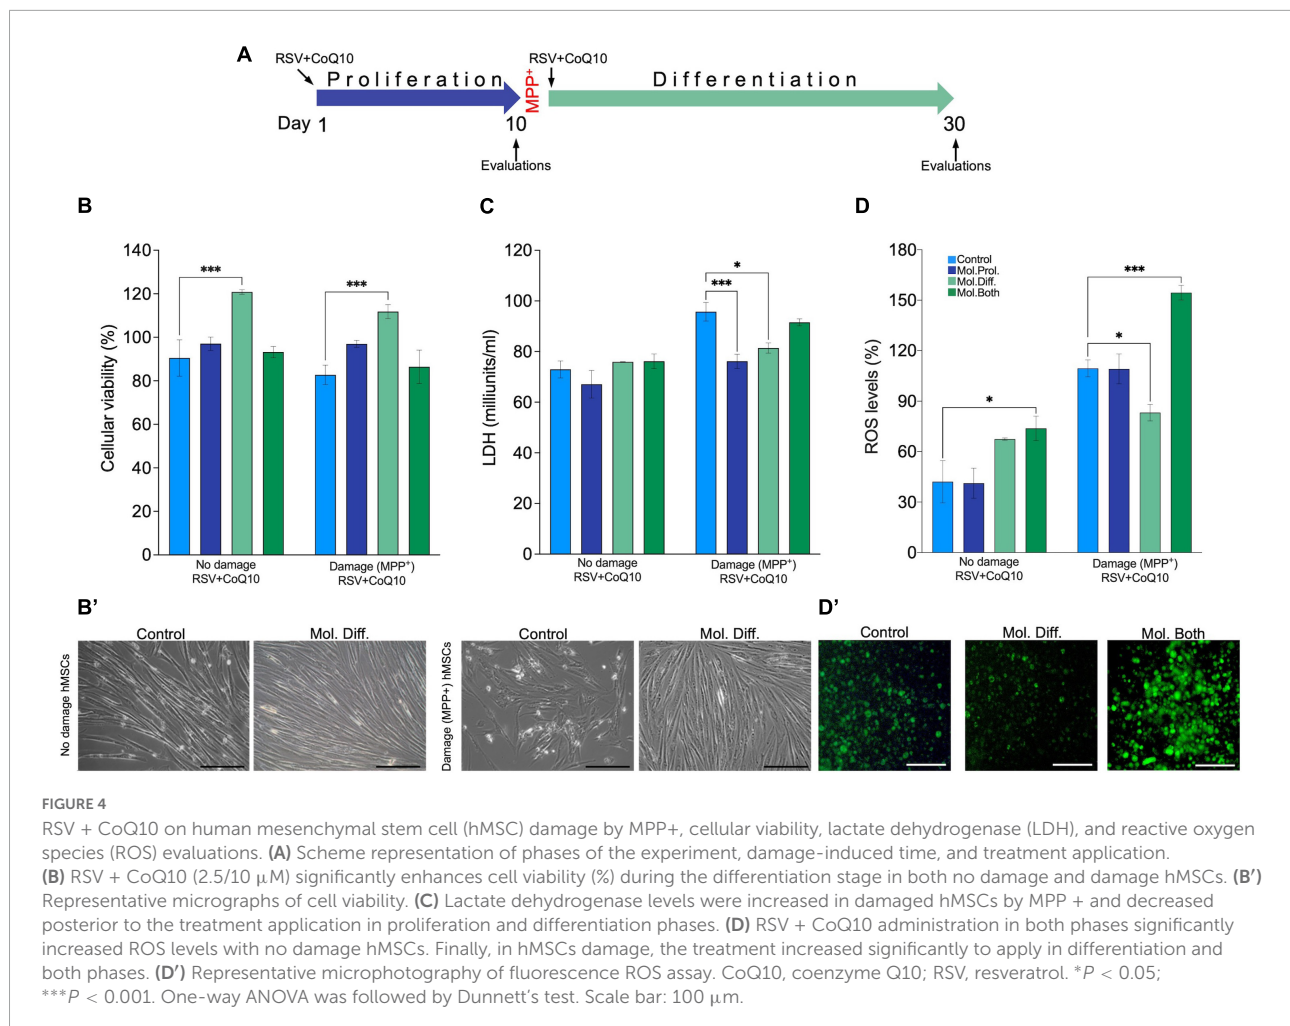 A
RSV+CoQ10
Proliferation
MPP+
RSV+CoQ10
Differentiation
Day 1
10
30
Evaluations
Evaluations
B
Cellular viability (%)
140
120
100
80
60
40
20
0
***
***
No damage
RSV+CoQ10
Damage (MPP+)
RSV+CoQ10
C
LDH (milliunits/ml)
120
100
80
60
40
20
0
*
***
No damage
RSV+CoQ10
Damage (MPP+)
RSV+CoQ10
D
ROS levels (%)
180
150
120
90
60
30
0
Control
Mol.Prol.
Mol.Diff.
Mol.Both
*
***
*
No damage
RSV+CoQ10
Damage (MPP+)
RSV+CoQ10
B′
No damage hMSCs
Control
Mol. Diff.
Damage (MPP+) hMSCs
Control
Mol. Diff.
D′
Control
Mol. Diff.
Mol. Both
FIGURE 4
RSV + CoQ10 on human mesenchymal stem cell (hMSC) damage by MPP+, cellular viability, lactate dehydrogenase (LDH), and reactive oxygen
species (ROS) evaluations. (A) Scheme representation of phases of the experiment, damage-induced time, and treatment application.
(B) RSV + CoQ10 (2.5/10 μM) significantly enhances cell viability (%) during the differentiation stage in both no damage and damage hMSCs. (B′)
Representative micrographs of cell viability. (C) Lactate dehydrogenase levels were increased in damaged hMSCs by MPP + and decreased
posterior to the treatment application in proliferation and differentiation phases. (D) RSV + CoQ10 administration in both phases significantly
increased ROS levels with no damage hMSCs. Finally, in hMSCs damage, the treatment increased significantly to apply in differentiation and
both phases. (D′) Representative microphotography of fluorescence ROS assay. CoQ10, coenzyme Q10; RSV, resveratrol. *P < 0.05;
***P < 0.001. One-way ANOVA was followed by Dunnett's test. Scale bar: 100 μm.